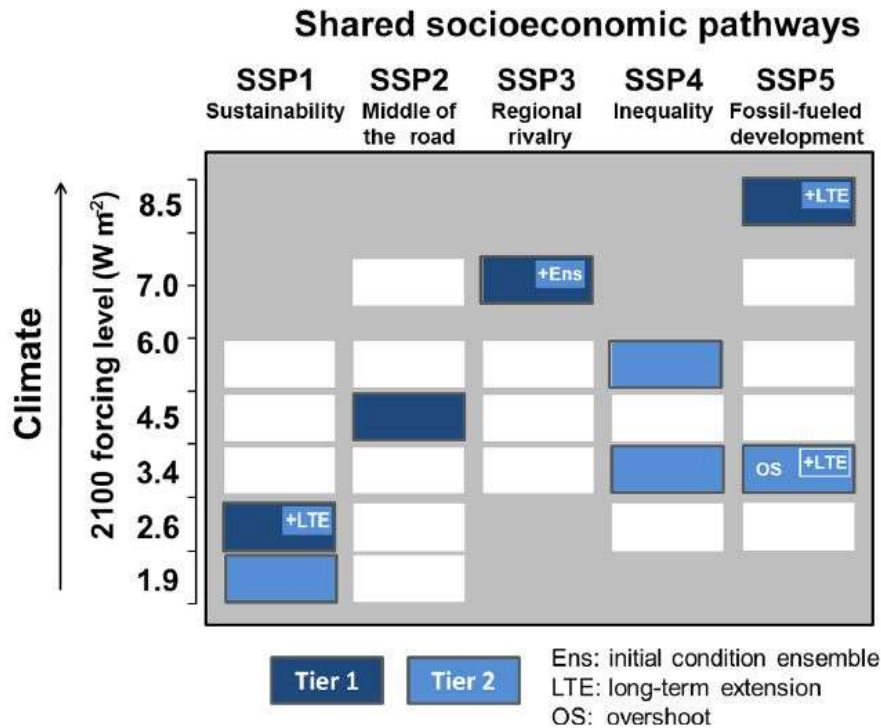 Shared socioeconomic pathways
SSP1 SSP2 SSP3 SSP4 SSP5
Sustainability Middle of Regional Inequality Fossil-fueled
the road rivalry development
Climate
2100 forcing level (W m⁻²)
8.5
+LTE
7.0
+Ens
6.0
4.5
3.4
OS +LTE
2.6
+LTE
1.9
Tier 1 Tier 2
Ens: initial condition ensemble
LTE: long-term extension
OS: overshoot